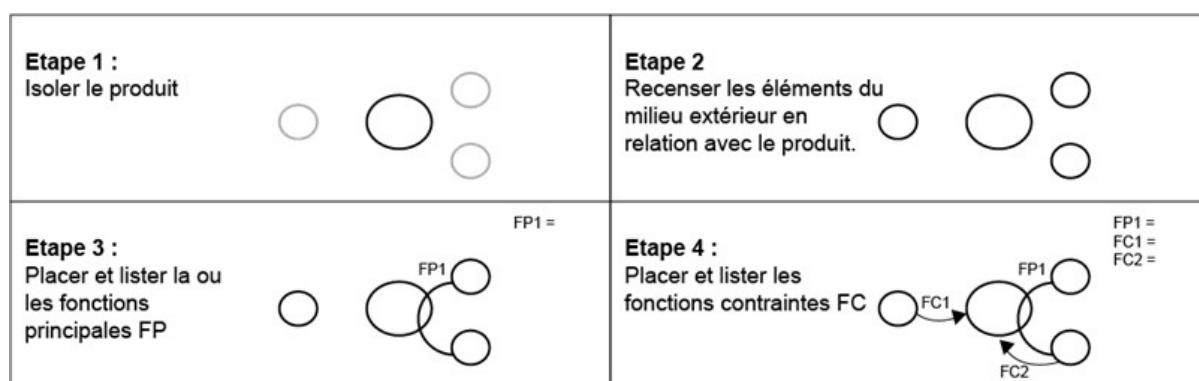 Etape 1 :
Isoler le produit
Etape 2
Recenser les éléments du
milieu extérieur en
relation avec le produit.
FP1 =
Etape 3 :
Placer et lister la ou
les fonctions
principales FP
FP1
FP1 =
FC1 =
FC2 =
Etape 4 :
Placer et lister les
fonctions contraintes FC
FP1
FC1
FC2